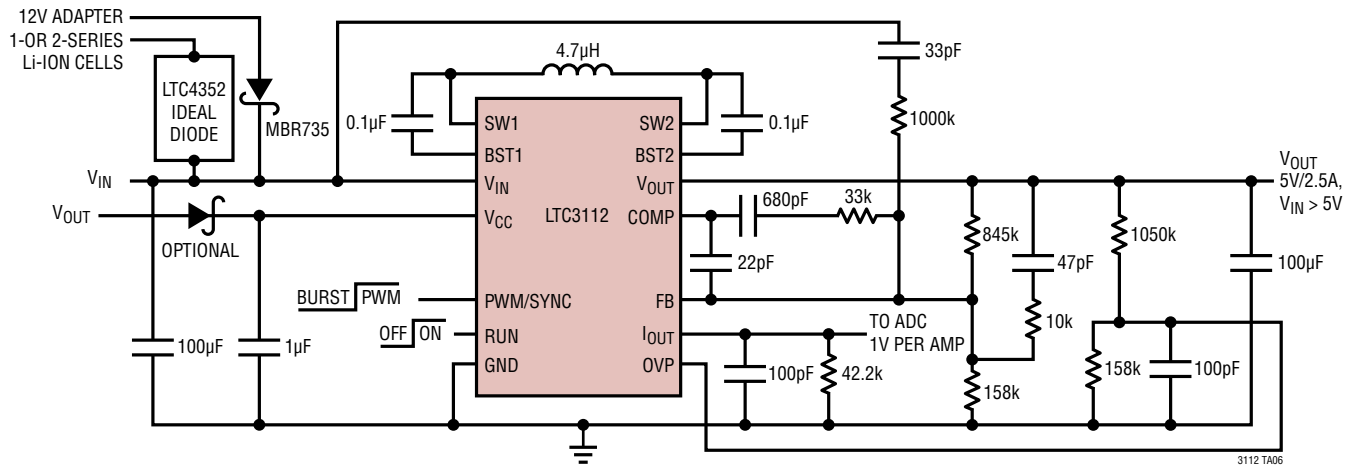 12V ADAPTER
1-OR 2-SERIES
Li-ION CELLS
LTC4352
IDEAL
DIODE
MBR735
4.7µH
33pF
1000k
0.1µF
0.1µF
SW1
SW2
BST1
BST2
VIN
VIN
VOUT
VOUT
5V/2.5A,
VIN > 5V
VOUT
VCC
LTC3112
COMP
680pF
33k
OPTIONAL
845k
1050k
22pF
47pF
100µF
BURST PWM
PWM/SYNC
FB
10k
OFF ON
RUN
IOUT
TO ADC
1V PER AMP
100µF
1µF
GND
OVP
100pF
42.2k
158k
158k
100pF
3112 TA06